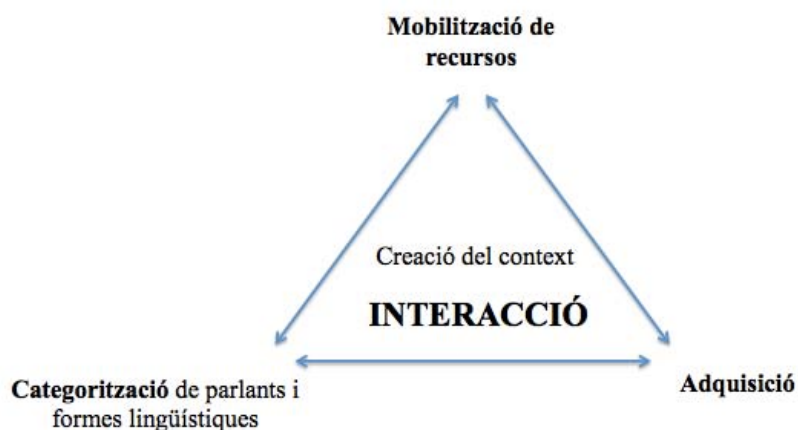 Mobilització de
recursos
Creació del context
INTERACCIÓ
Categorització de parlants i
formes lingüístiques
Adquisició